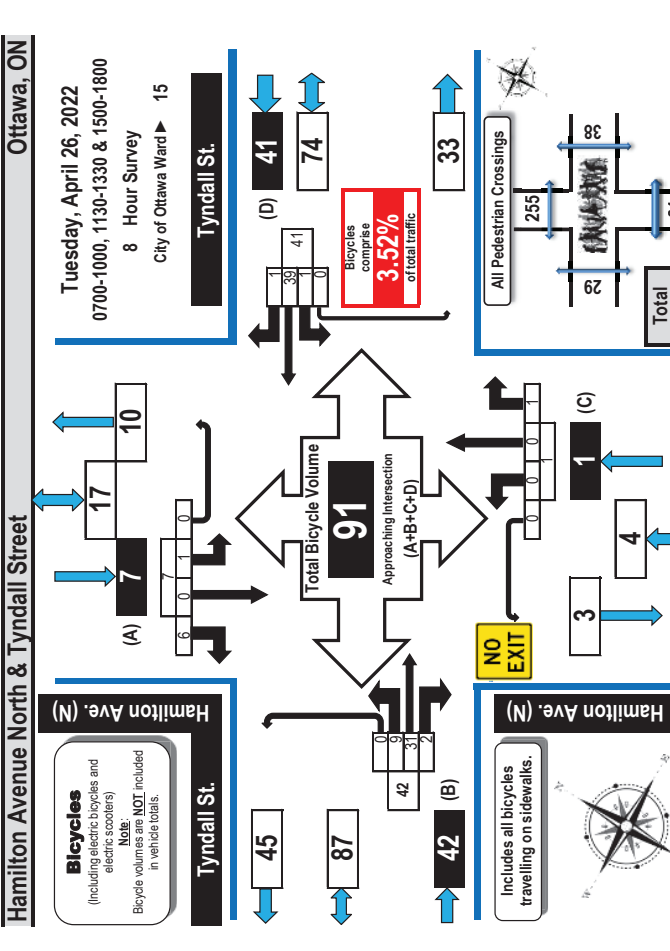 Hamilton Avenue North & Tyndall Street
Ottawa, ON
Bicycles
(Including electric bicycles and
electric scooters)
Note:
Bicycle volumes are NOT included
in vehicle totals.
Hamilton Ave. (N)
Tyndall St.
(A)
7
17
10
7
6
0
1
0
Tuesday, April 26, 2022
0700-1000, 1130-1330 & 1500-1800
8 Hour Survey
City of Ottawa Ward ► 15
Tyndall St.
45
87
42
(B)
42
0
9
31
2
Total Bicycle Volume
91
Approaching Intersection
(A+B+C+D)
1
39
1
0
41
(D)
41
74
33
Bicycles
comprise
3.52%
of total traffic
Includes all bicycles
travelling on sidewalks.
Hamilton Ave. (N)
NO
EXIT
0
0
0
1
1
(C)
1
3
4
All Pedestrian Crossings
255
29
38
Total